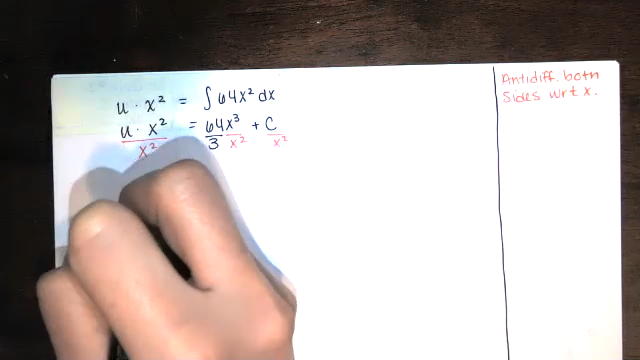 u · x² = ∫ 64x² dx
u · x² = 64x³ + C
x² 3 x² x²
Antidiff. both
sides wrt x.